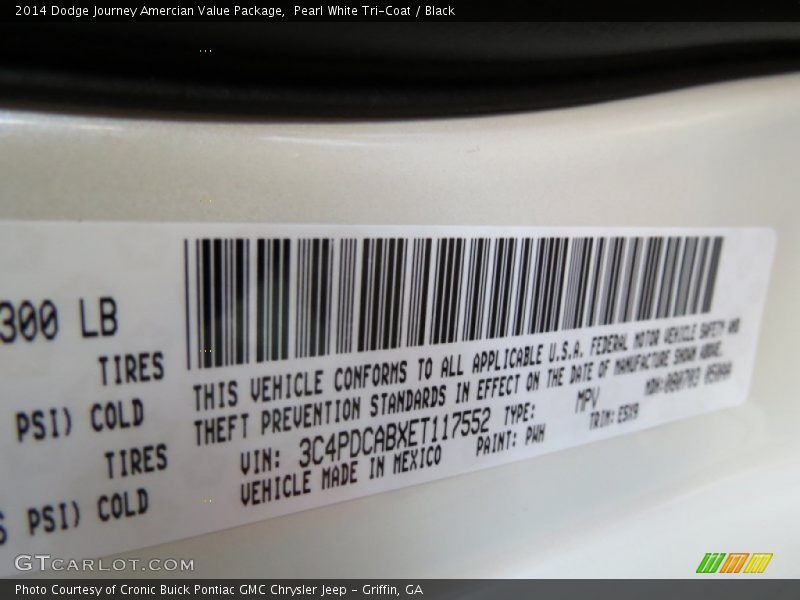 2014 Dodge Journey Amercian Value Package,  Pearl White Tri-Coat / Black
300 LB
TIRES
PSI) COLD
TIRES
S PSI) COLD
THIS VEHICLE CONFORMS TO ALL APPLICABLE U.S.A. FEDERAL MOTOR VEHICLE SAFETY AND
THEFT PREVENTION STANDARDS IN EFFECT ON THE DATE OF MANUFACTURE SHOWN ABOVE.
VIN: 3C4PDCABXET117552 TYPE: MPV
VEHICLE MADE IN MEXICO PAINT: PWH TRIM: E5X9
GTCARLOT.COM
Photo Courtesy of Cronic Buick Pontiac GMC Chrysler Jeep - Griffin, GA